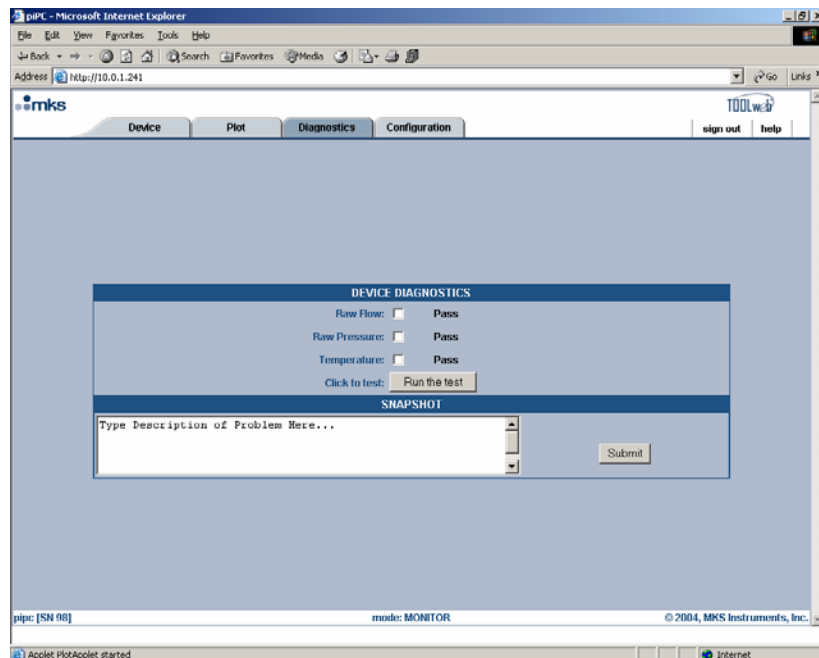 piPC - Microsoft Internet Explorer
File Edit View Favorites Tools Help
Back Search Favorites Media
Address http://10.0.1.241 Go Links
mks
TOOLweb
Device Plot Diagnostics Configuration
sign out help
DEVICE DIAGNOSTICS
Raw Flow: Pass
Raw Pressure: Pass
Temperature: Pass
Click to test: Run the test
SNAPSHOT
Type Description of Problem Here...
Submit
pipc [SN 98] mode: MONITOR © 2004, MKS Instruments, Inc.
Applet PlotApplet started Internet